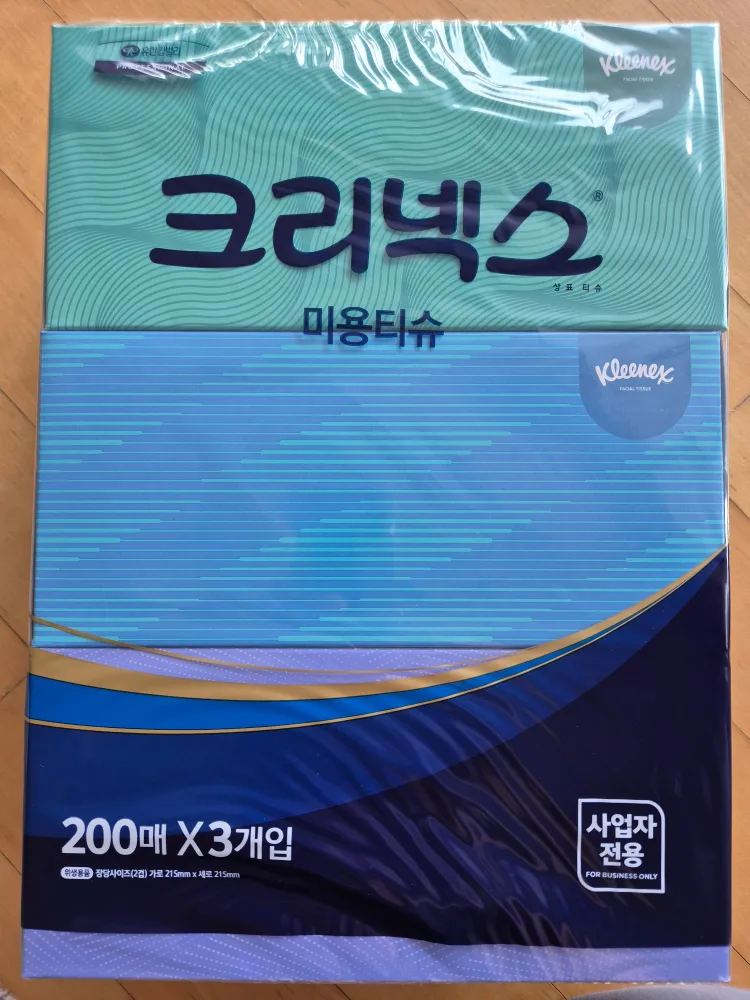 유한킴벌리
PROFESSIONAL
Kleenex
FACIAL TISSUE
크리넥스®
상표 티슈
미용티슈
Kleenex
FACIAL TISSUE
200매 X 3개입
위생용품 장당사이즈(2겹) 가로 215mm x 세로 215mm
사업자
전용
FOR BUSINESS ONLY